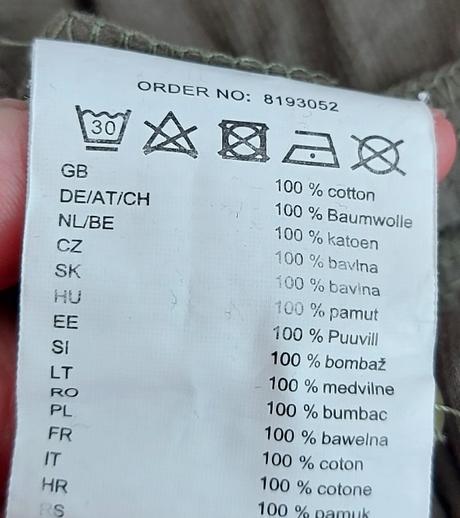 ORDER NO: 8193052
30
GB 100 % cotton
DE/AT/CH 100 % Baumwolle
NL/BE 100 % katoen
CZ 100 % bavlna
SK 100 % bavlna
HU 100 % pamut
EE 100 % Puuvill
SI 100 % bombaž
LT 100 % medvilne
RO 100 % bumbac
PL 100 % bawelna
FR 100 % coton
IT 100 % cotone
HR 100 % pamuk
RS